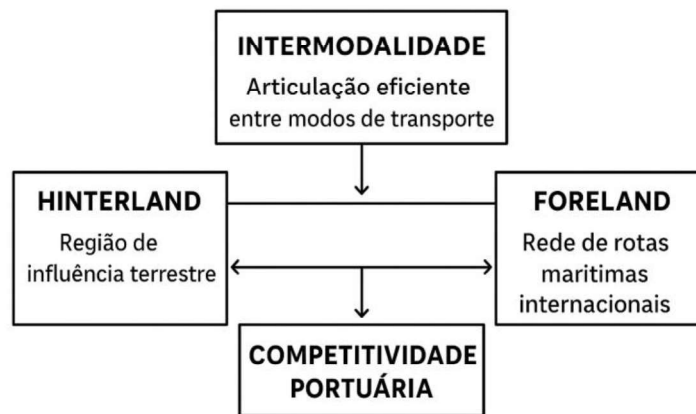 INTERMODALIDADE
Articulação eficiente
entre modos de transporte
HINTERLAND
Região de
influência terrestre
FORELAND
Rede de rotas
maritimas
internacionais
COMPETITIVIDADE
PORTUÁRIA